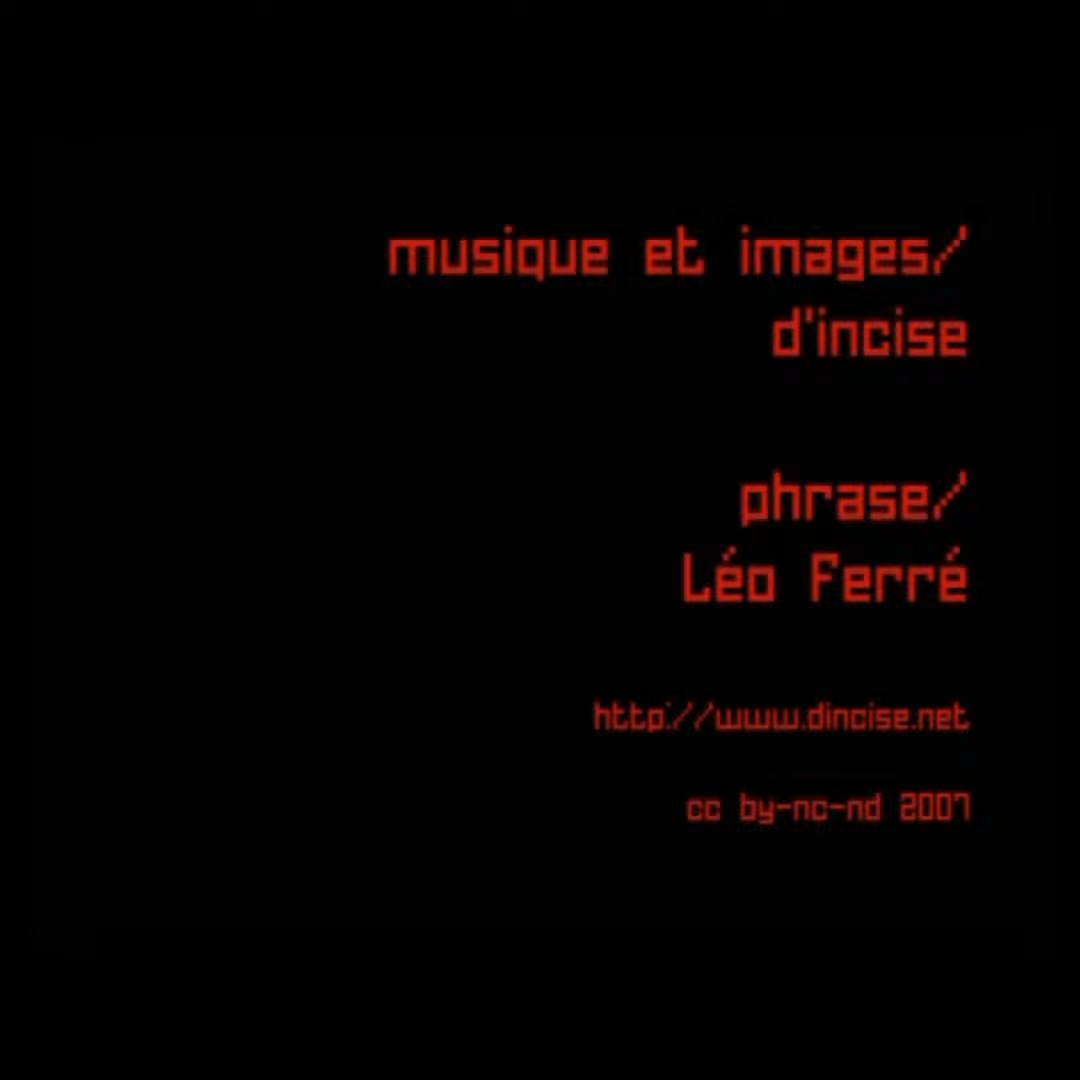 musique et images/
d'incise
phrase/
Léo Ferré
http://www.dincise.net
cc by-nc-nd 2007